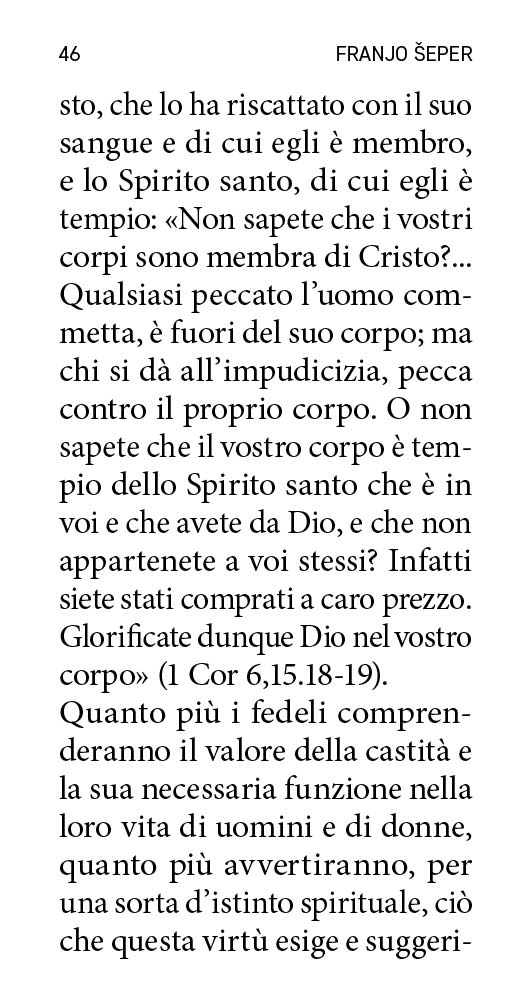 46 FRANJO ŠEPER
sto, che lo ha riscattato con il suo
sangue e di cui egli è membro,
e lo Spirito santo, di cui egli è
tempio: «Non sapete che i vostri
corpi sono membra di Cristo?...
Qualsiasi peccato l’uomo com-
metta, è fuori del suo corpo; ma
chi si dà all’impudicizia, pecca
contro il proprio corpo. O non
sapete che il vostro corpo è tem-
pio dello Spirito santo che è in
voi e che avete da Dio, e che non
appartenete a voi stessi? Infatti
siete stati comprati a caro prezzo.
Glorificate dunque Dio nel vostro
corpo» (1 Cor 6,15.18-19).
Quanto più i fedeli compren-
deranno il valore della castità e
la sua necessaria funzione nella
loro vita di uomini e di donne,
quanto più avvertiranno, per
una sorta d’istinto spirituale, ciò
che questa virtù esige e suggeri-